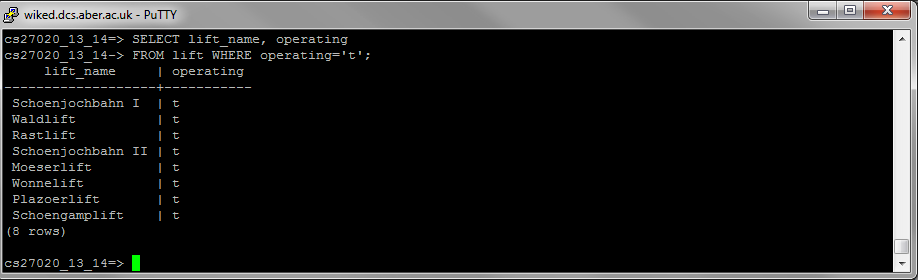 wiked.dcs.aber.ac.uk - PuTTY
cs27020_13_14=> SELECT lift_name, operating
cs27020_13_14-> FROM lift WHERE operating='t';
     lift_name     | operating
-------------------+-----------
 Schoenjochbahn I  | t
 Waldlift          | t
 Rastlift          | t
 Schoenjochbahn II | t
 Moeserlift        | t
 Wonnelift         | t
 Plazoerlift       | t
 Schoengamplift    | t
(8 rows)
cs27020_13_14=>